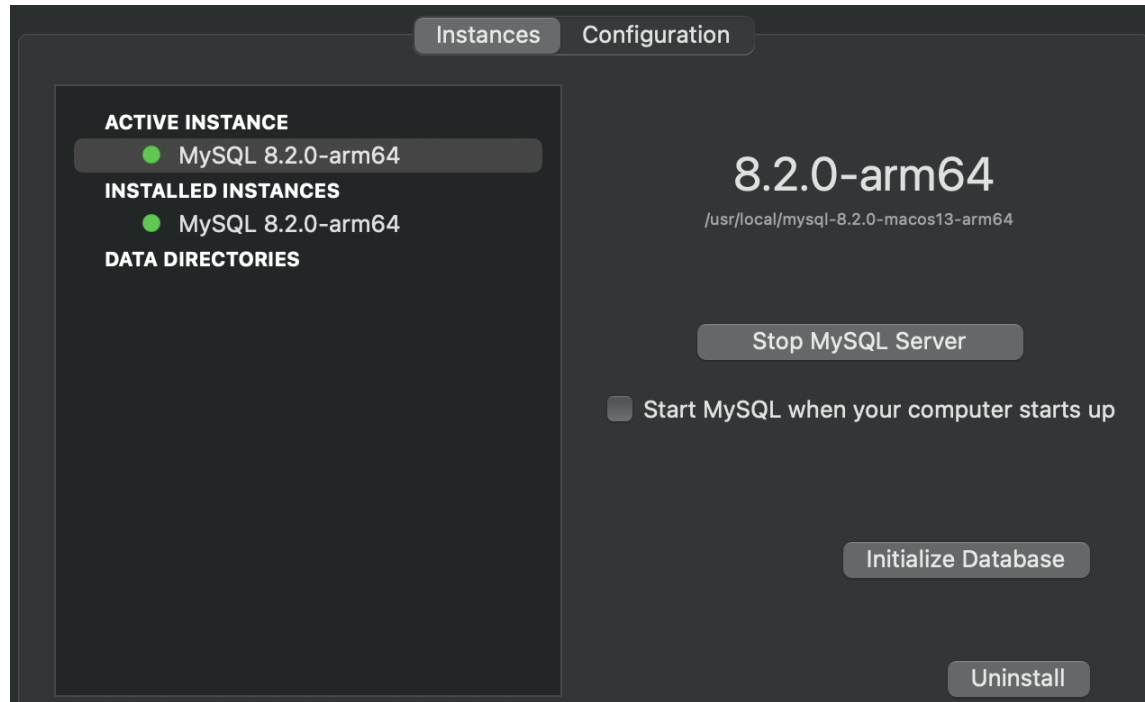 Instances Configuration
ACTIVE INSTANCE
MySQL 8.2.0-arm64
INSTALLED INSTANCES
MySQL 8.2.0-arm64
DATA DIRECTORIES
8.2.0-arm64
/usr/local/mysql-8.2.0-macos13-arm64
Stop MySQL Server
Start MySQL when your computer starts up
Initialize Database
Uninstall